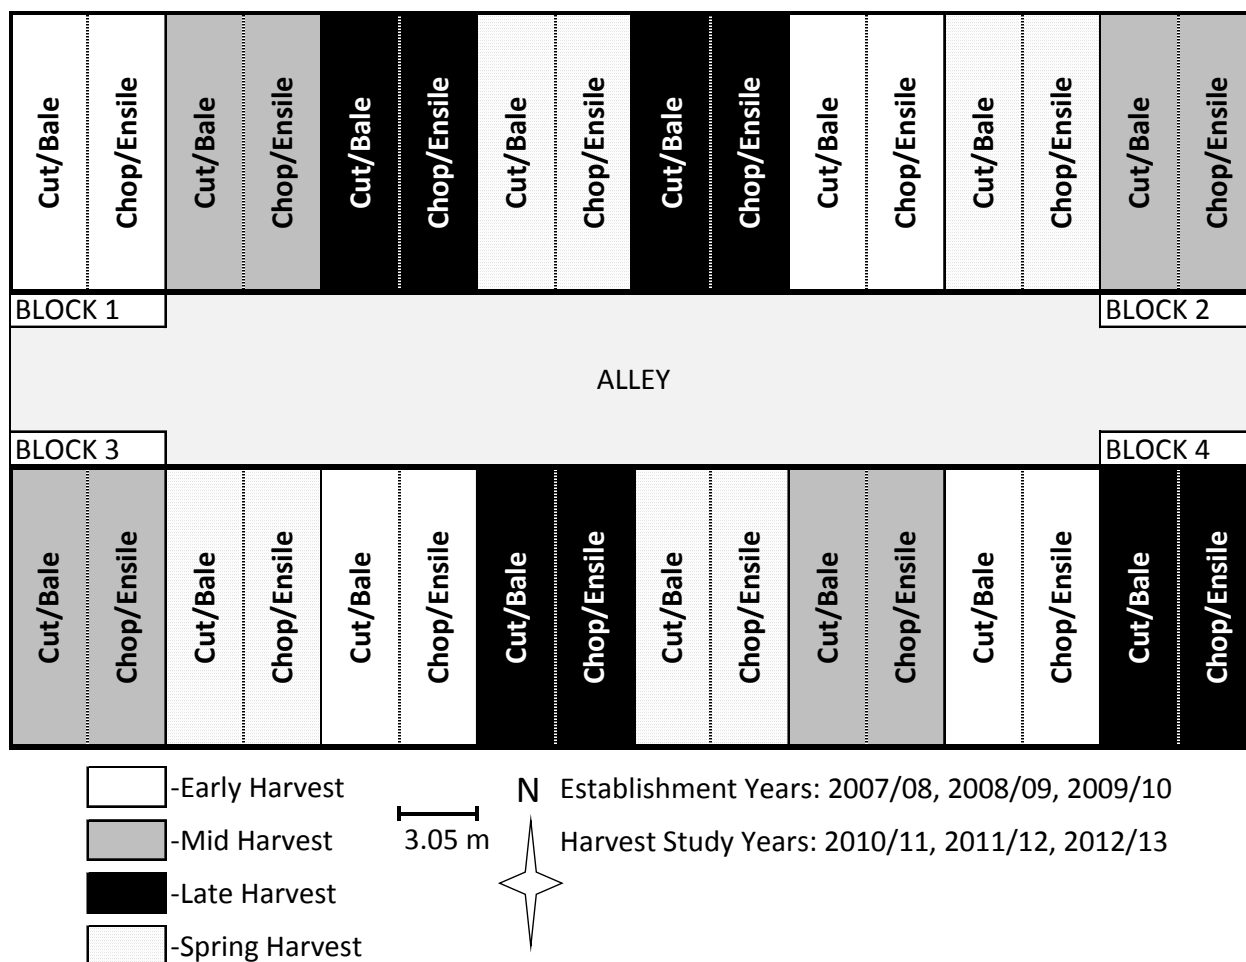 Cut/Bale
Chop/Ensile
Cut/Bale
Chop/Ensile
Cut/Bale
Chop/Ensile
Cut/Bale
Chop/Ensile
Cut/Bale
Chop/Ensile
Cut/Bale
Chop/Ensile
Cut/Bale
Chop/Ensile
Cut/Bale
Chop/Ensile
BLOCK 1
BLOCK 2
ALLEY
BLOCK 3
BLOCK 4
Cut/Bale
Chop/Ensile
Cut/Bale
Chop/Ensile
Cut/Bale
Chop/Ensile
Cut/Bale
Chop/Ensile
Cut/Bale
Chop/Ensile
Cut/Bale
Chop/Ensile
Cut/Bale
Chop/Ensile
Cut/Bale
Chop/Ensile
-Early Harvest
-Mid Harvest
-Late Harvest
-Spring Harvest
3.05 m
N
Establishment Years: 2007/08, 2008/09, 2009/10
Harvest Study Years: 2010/11, 2011/12, 2012/13